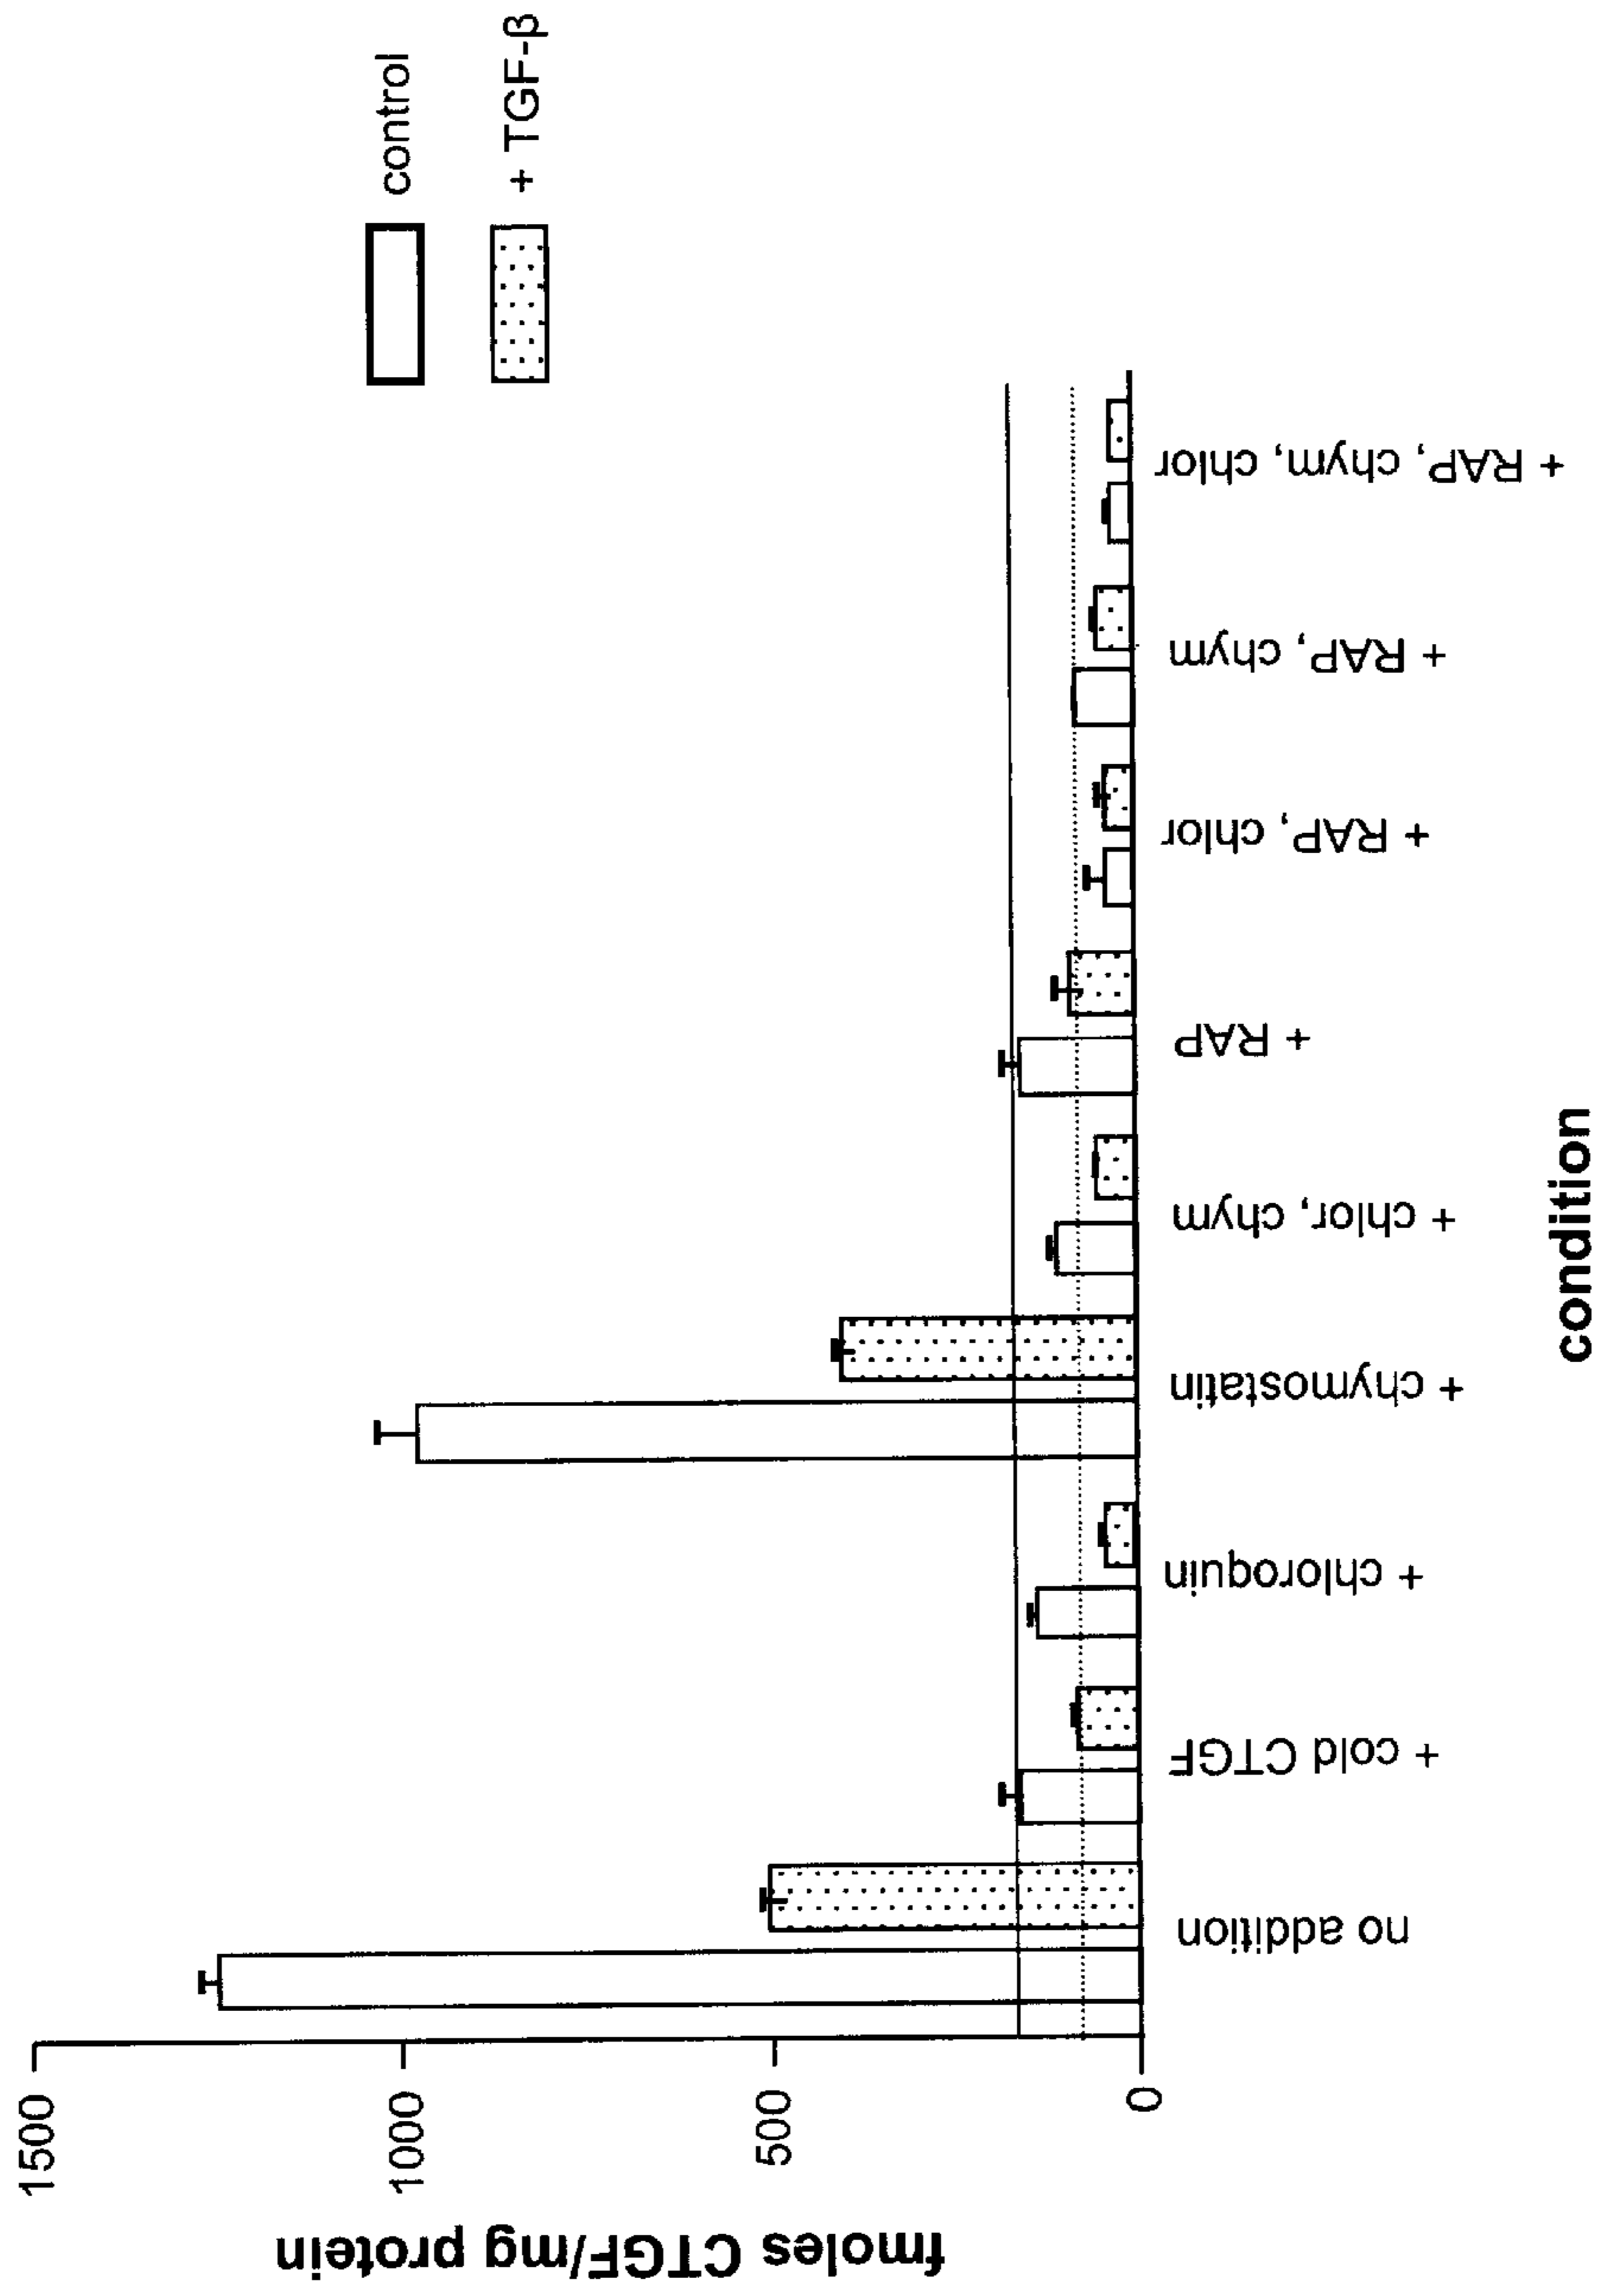 control
+ TGF-β
1500
1000
500
0
fmoles CTGF/mg protein
no addition
+ cold CTGF
+ chloroquin
+ chymostatin
+ chlor, chym
+ RAP
+ RAP, chlor
+ RAP, chym
+ RAP, chym, chlor
condition